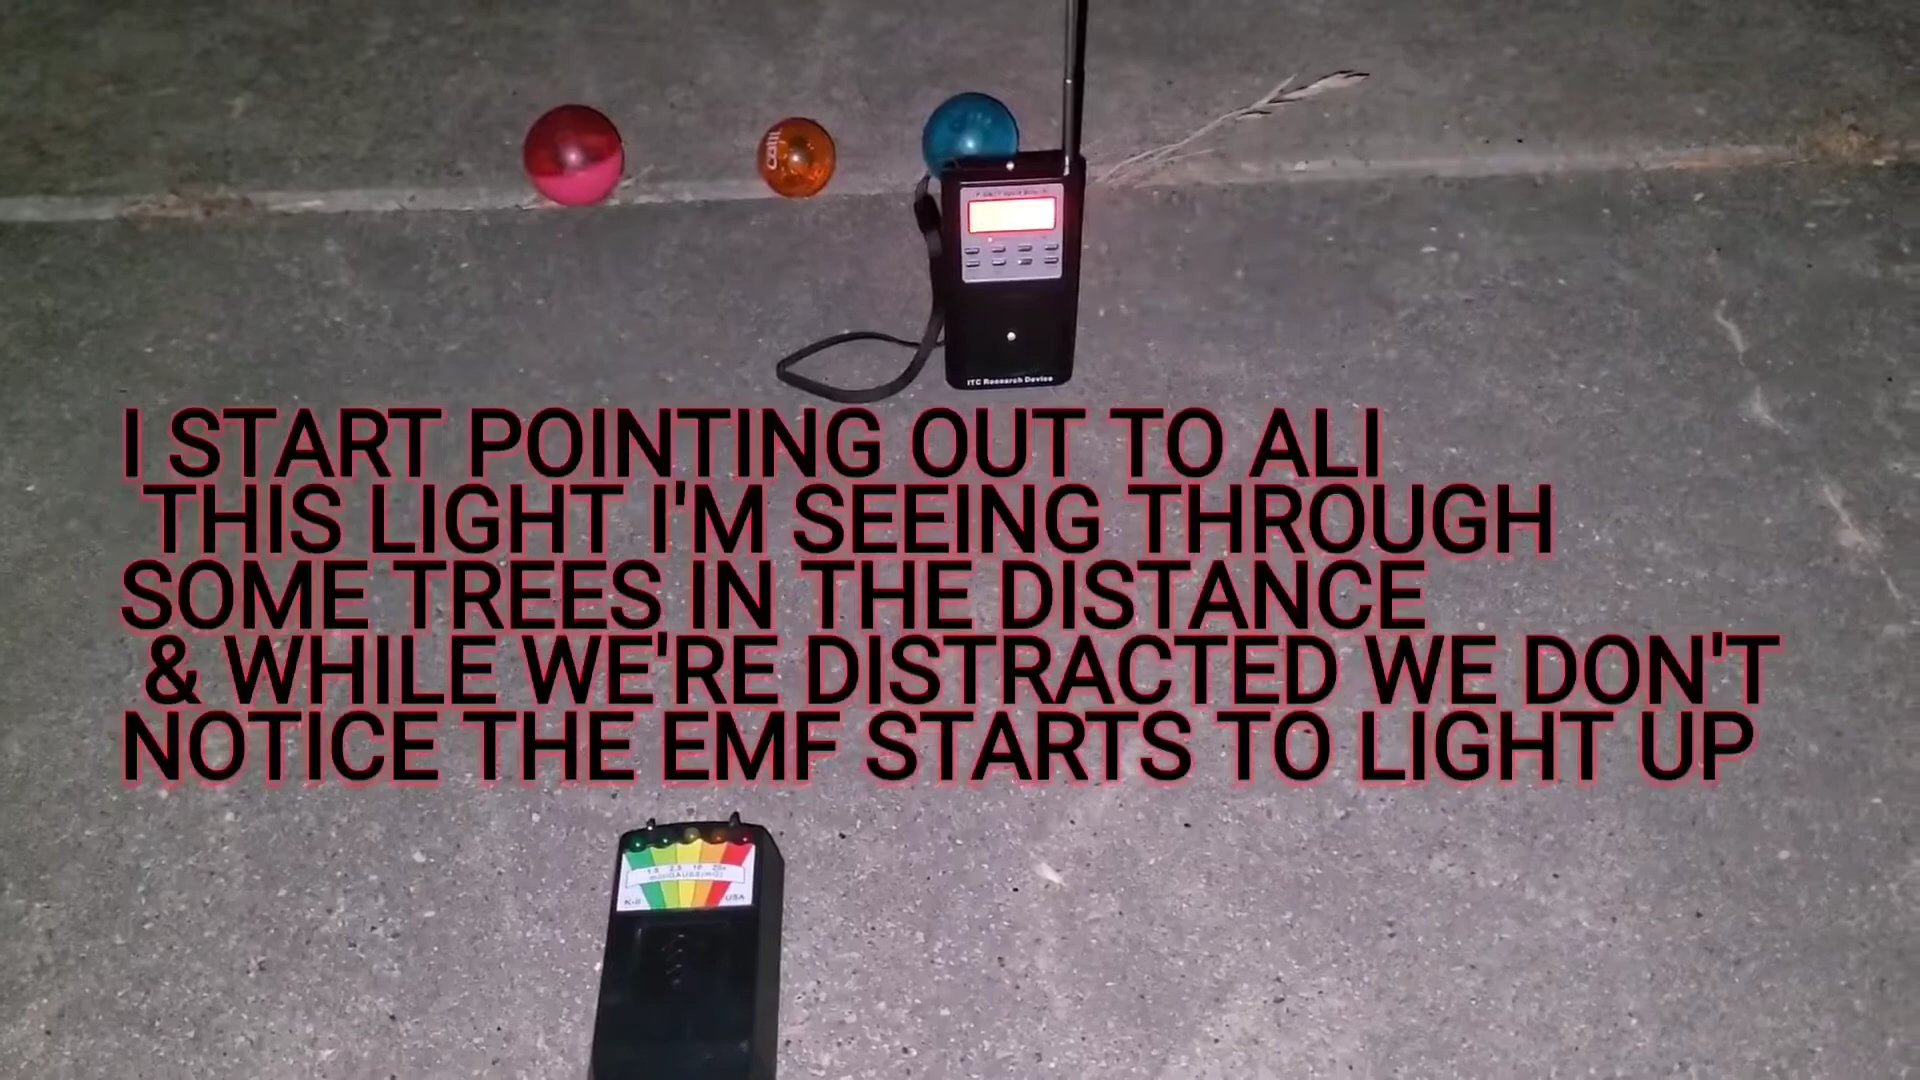 ITC Research Device
I START POINTING OUT TO ALI
THIS LIGHT I'M SEEING THROUGH
SOME TREES IN THE DISTANCE
& WHILE WE'RE DISTRACTED WE DON'T
NOTICE THE EMF STARTS TO LIGHT UP
K-II USA